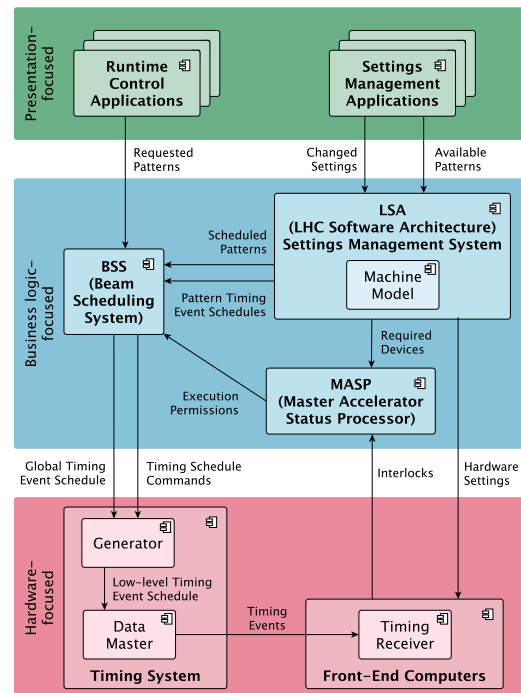 Presentation-
focused
Runtime
Control
Applications
Settings
Management
Applications
Requested
Patterns
Changed
Settings
Available
Patterns
Business logic-
focused
LSA
(LHC Software Architecture)
Settings Management System
Machine
Model
Scheduled
Patterns
BSS
(Beam
Scheduling
System)
Pattern Timing
Event Schedules
Required
Devices
MASP
(Master Accelerator
Status Processor)
Execution
Permissions
Global Timing
Event Schedule
Timing Schedule
Commands
Interlocks
Hardware
Settings
Hardware-
focused
Generator
Low-level Timing
Event Schedule
Data
Master
Timing
Events
Timing
Receiver
Timing System
Front-End Computers